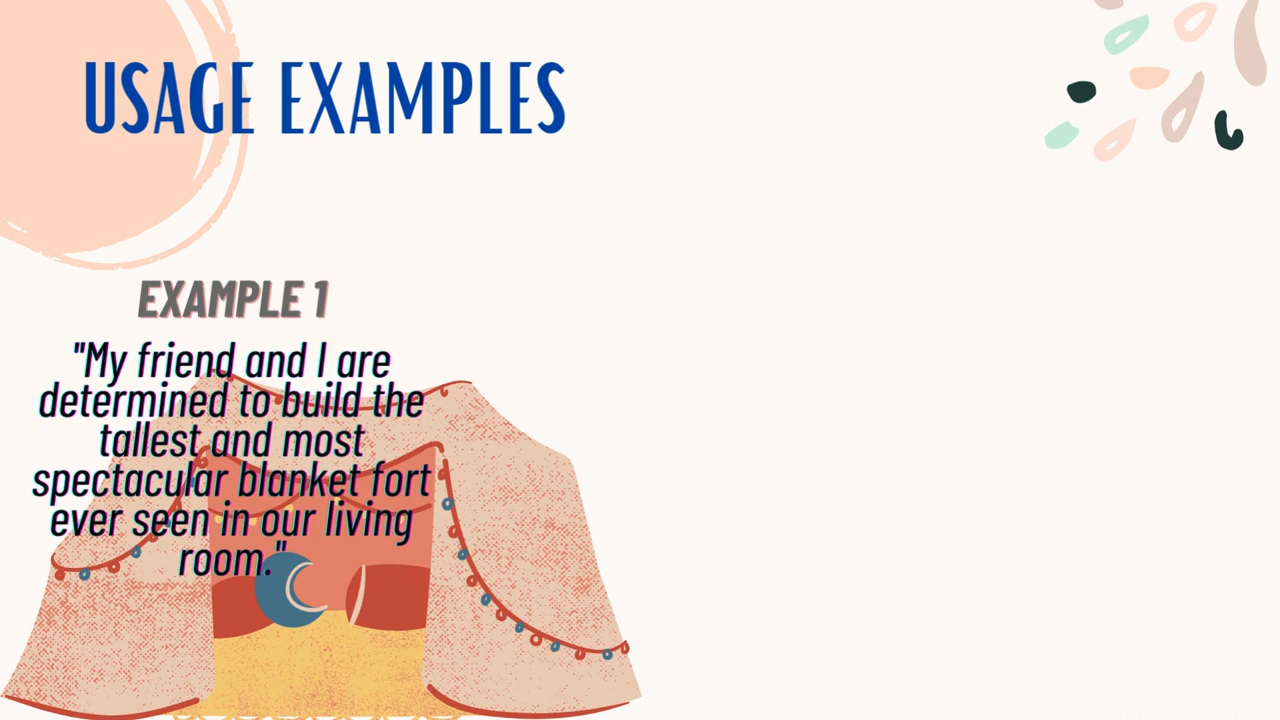 USAGE EXAMPLES
EXAMPLE 1
"My friend and I are
determined to build the
tallest and most
spectacular blanket fort
ever seen in our living
room."